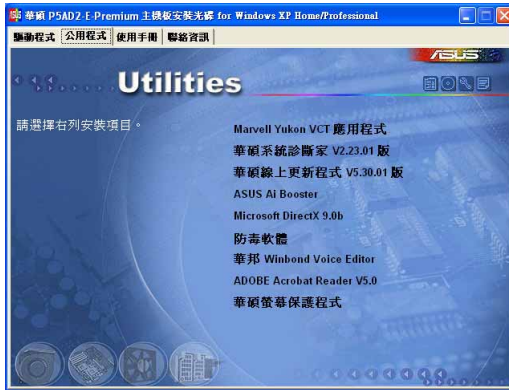 華碩 P5AD2-E-Premium 主機板安裝光碟 for Windows XP Home/Professional
驅動程式 公用程式 使用手冊 聯絡資訊
ASUS
Utilities
請選擇右列安裝項目。
Marvell Yukon VCT 應用程式
華碩系統診斷家 V2.23.01 版
華碩線上更新程式 V5.30.01 版
ASUS Ai Booster
Microsoft DirectX 9.0b
防毒軟體
華邦 Winbond Voice Editor
ADOBE Acrobat Reader V5.0
華碩螢幕保護程式